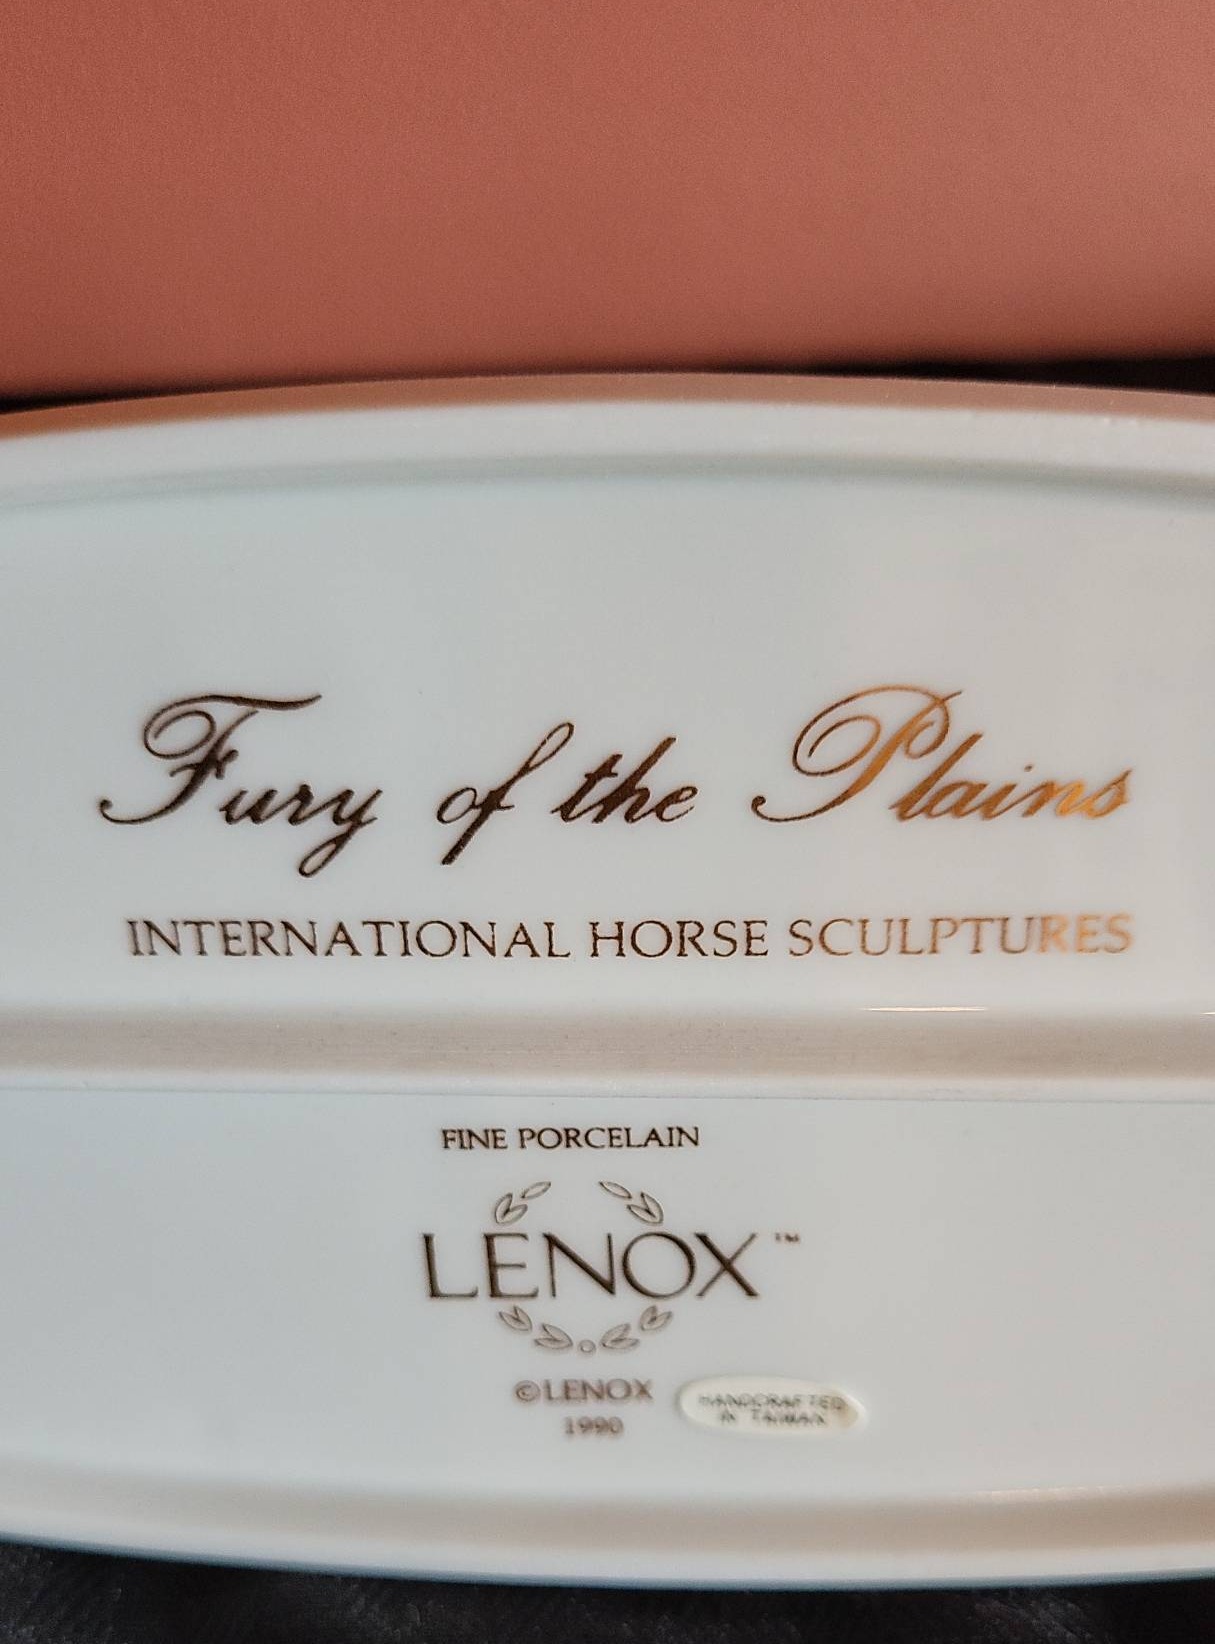 Fury of the Plains
INTERNATIONAL HORSE SCULPTURES
FINE PORCELAIN
LENOX™
©LENOX
1990
HANDCRAFTED
IN TAIWAN